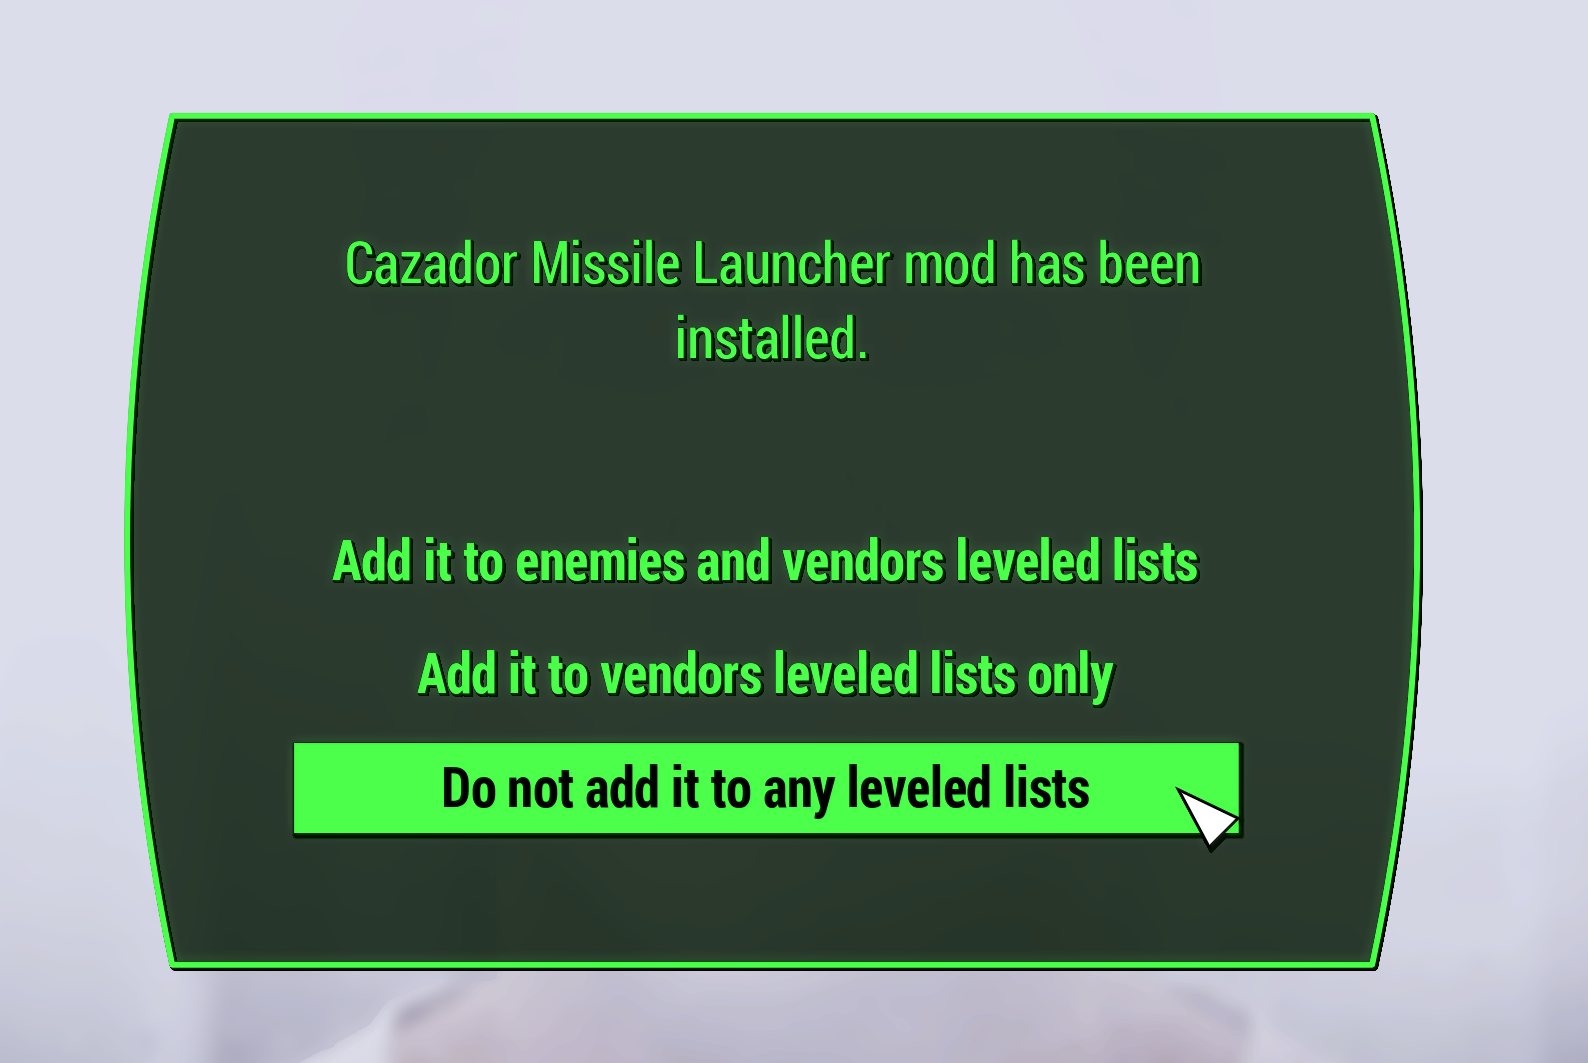 Cazador Missile Launcher mod has been
installed.
Add it to enemies and vendors leveled lists
Add it to vendors leveled lists only
Do not add it to any leveled lists